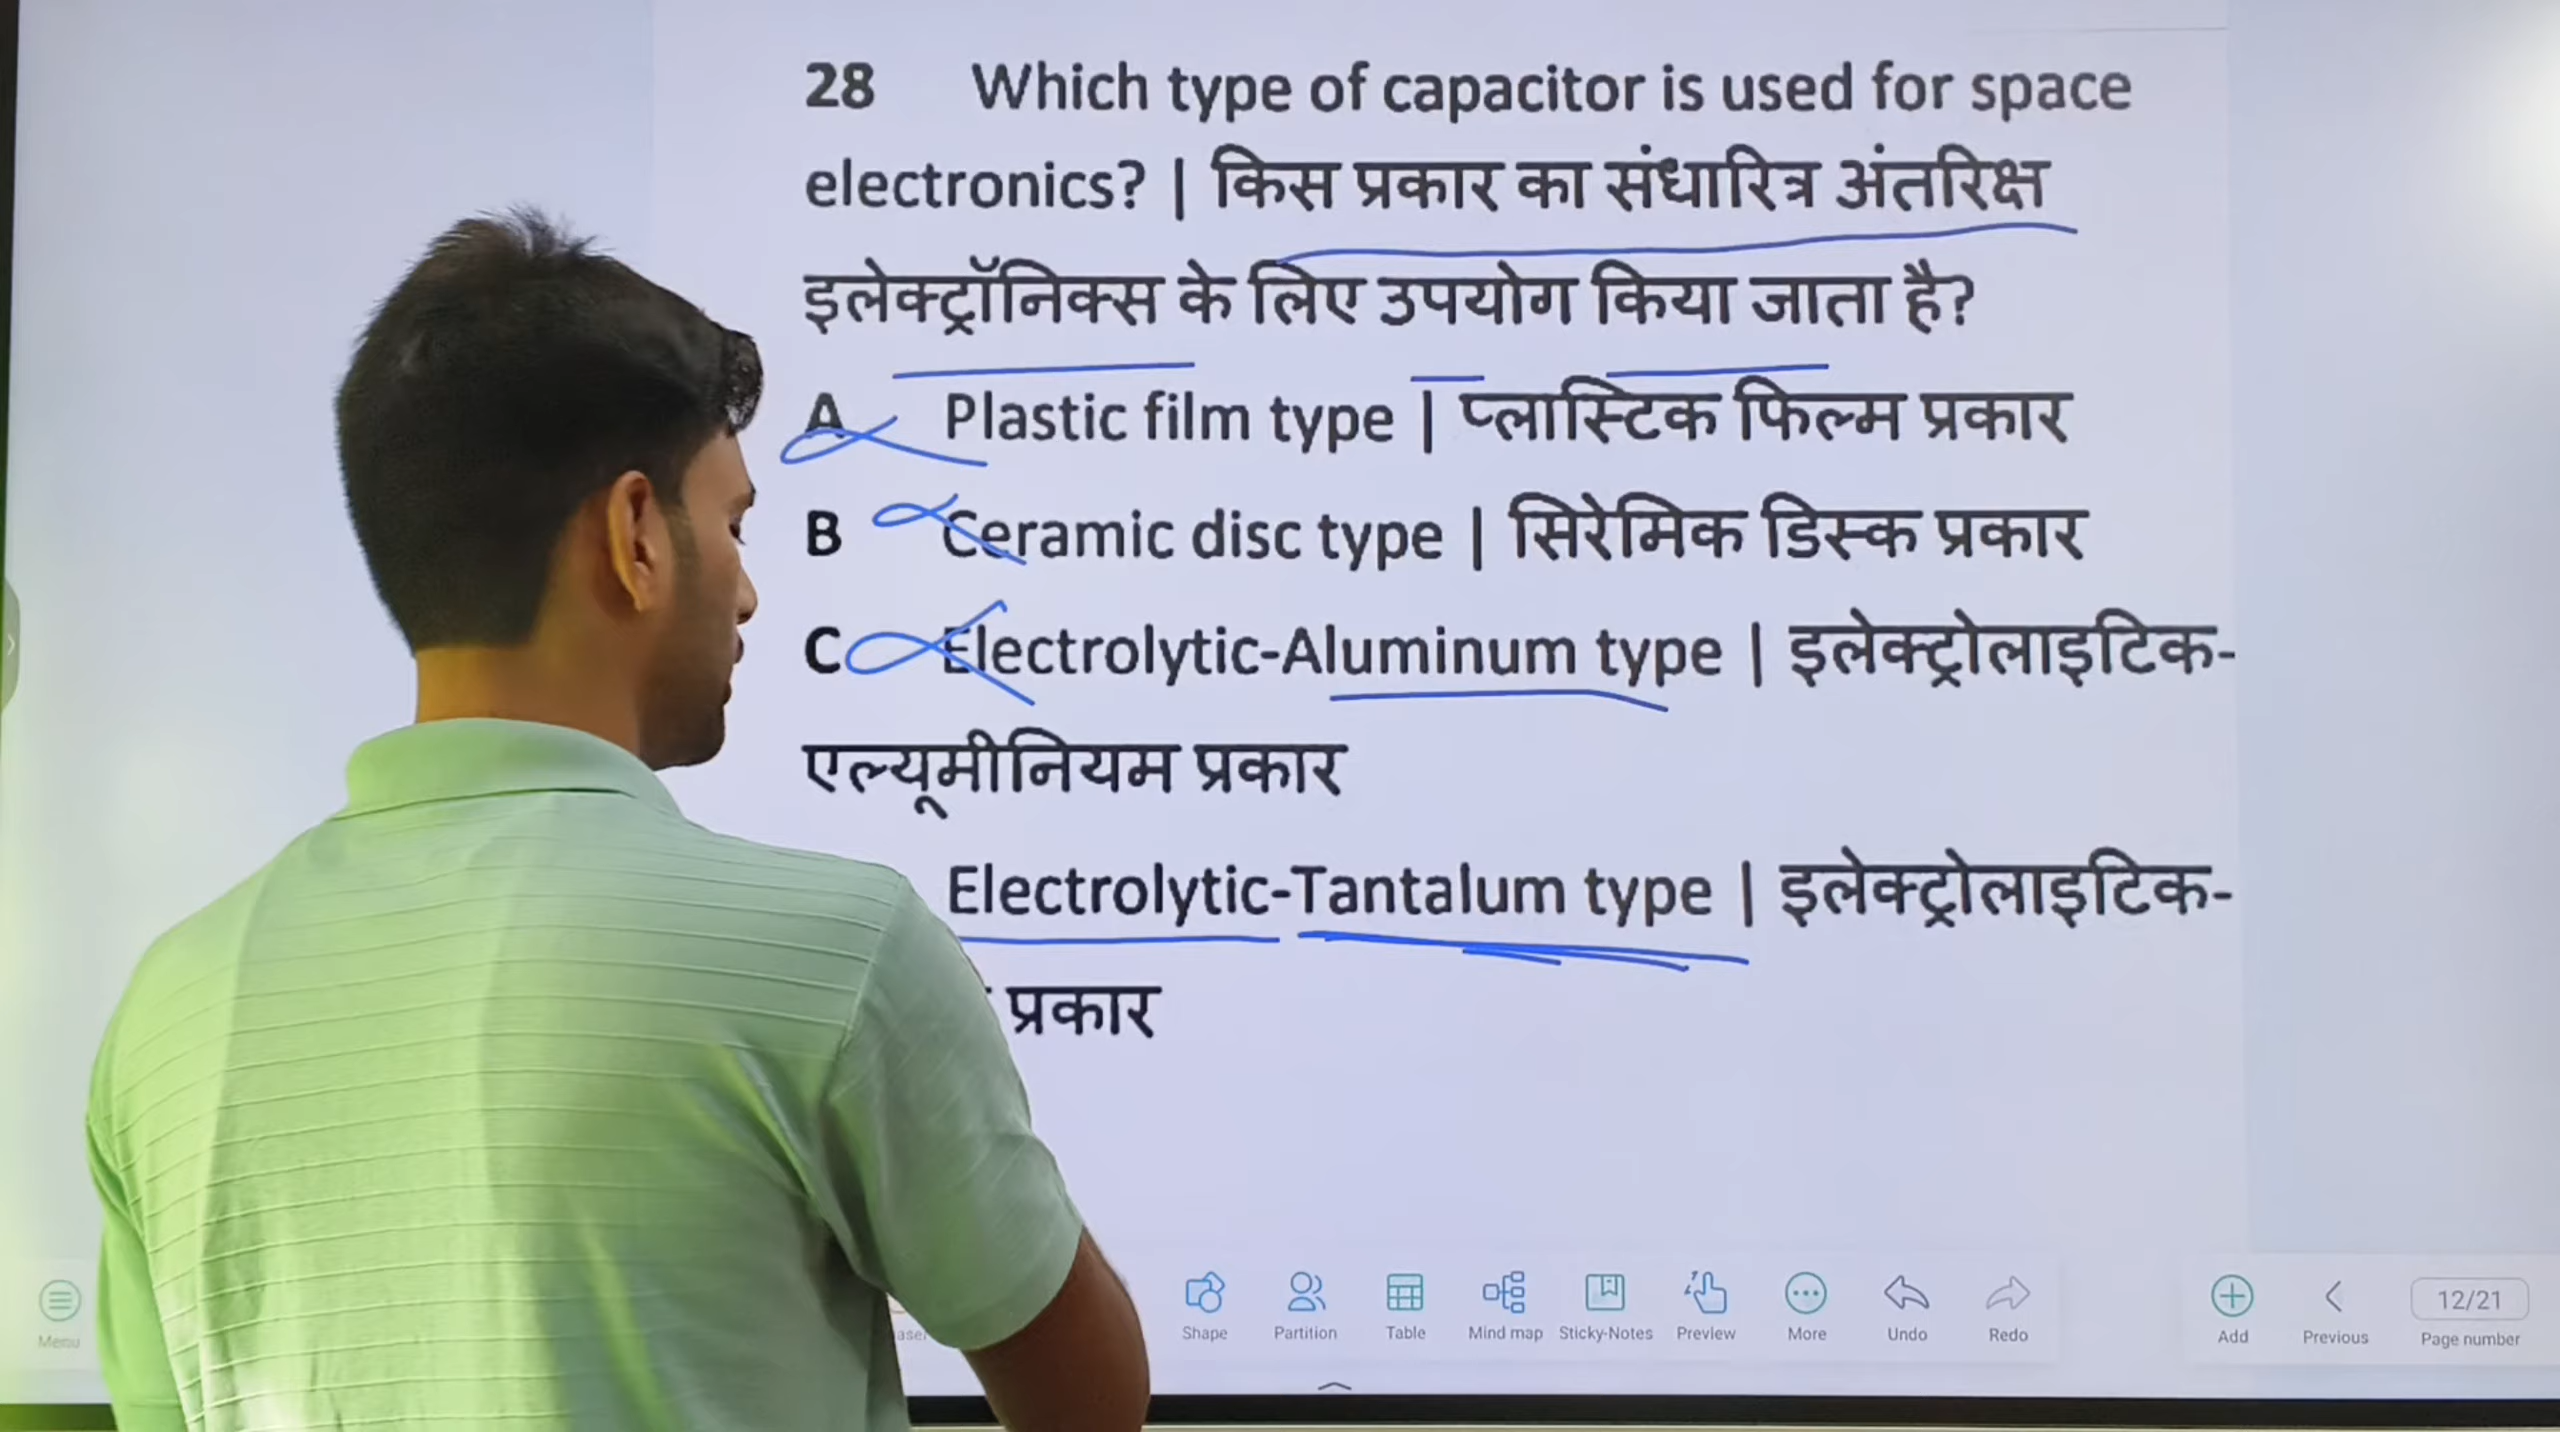 28 Which type of capacitor is used for space
electronics? | किस प्रकार का संधारित्र अंतरिक्ष
इलेक्ट्रॉनिक्स के लिए उपयोग किया जाता है?
A Plastic film type | प्लास्टिक फिल्म प्रकार
B Ceramic disc type | सिरेमिक डिस्क प्रकार
C Electrolytic-Aluminum type | इलेक्ट्रोलाइटिक-
एल्यूमीनियम प्रकार
Electrolytic-Tantalum type | इलेक्ट्रोलाइटिक-
प्रकार
Menu Shape Partition Table Mind map Sticky-Notes Preview More Undo Redo Add Previous 12/21 Page number